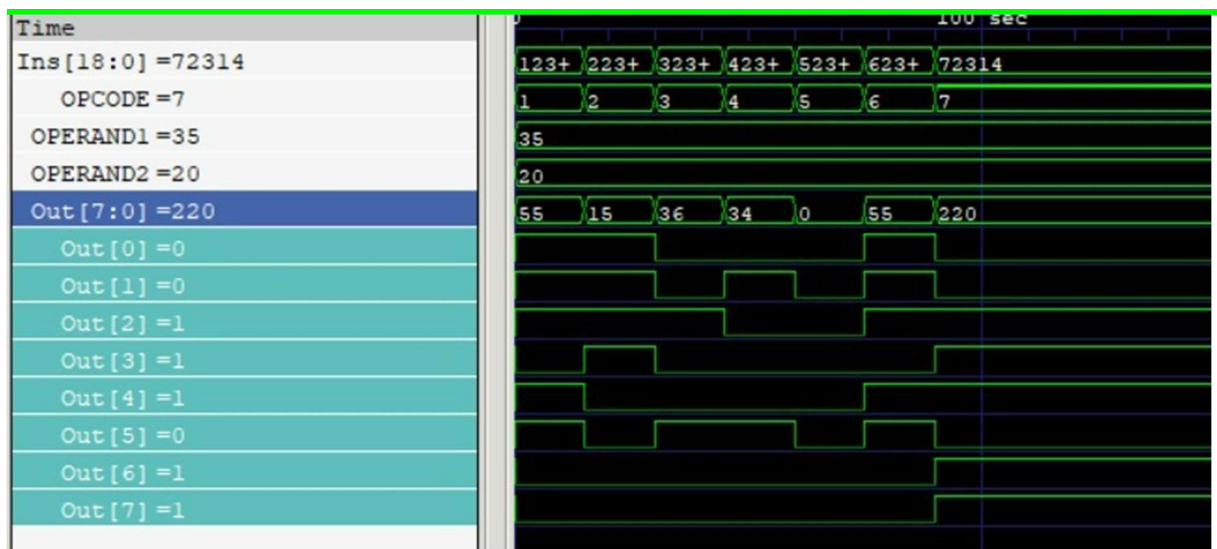 Time
0 100 sec
Ins[18:0] =72314 123+ 223+ 323+ 423+ 523+ 623+ 72314
OPCODE =7 1 2 3 4 5 6 7
OPERAND1 =35 35
OPERAND2 =20 20
Out[7:0] =220 55 15 36 34 0 55 220
Out[0] =0
Out[1] =0
Out[2] =1
Out[3] =1
Out[4] =1
Out[5] =0
Out[6] =1
Out[7] =1